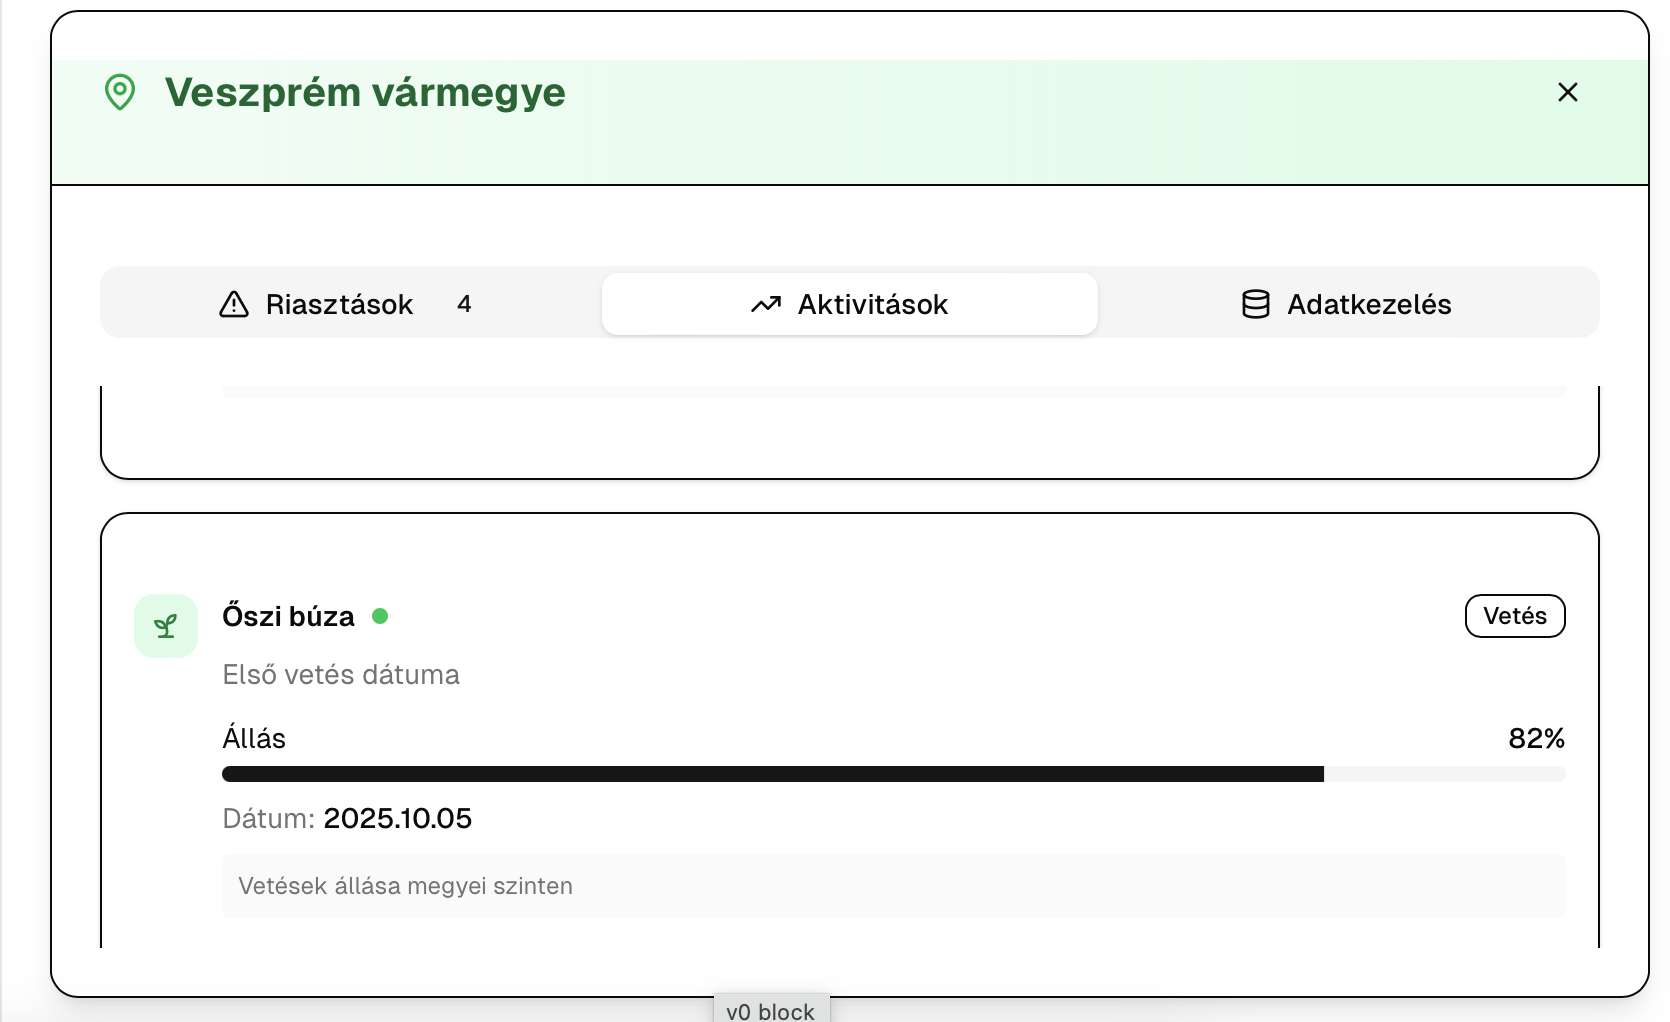 Veszprém vármegye
Riasztások 4 Aktivitások Adatkezelés
Őszi búza Vetés
Első vetés dátuma
Állás 82%
Dátum: 2025.10.05
Vetések állása megyei szinten
v0 block